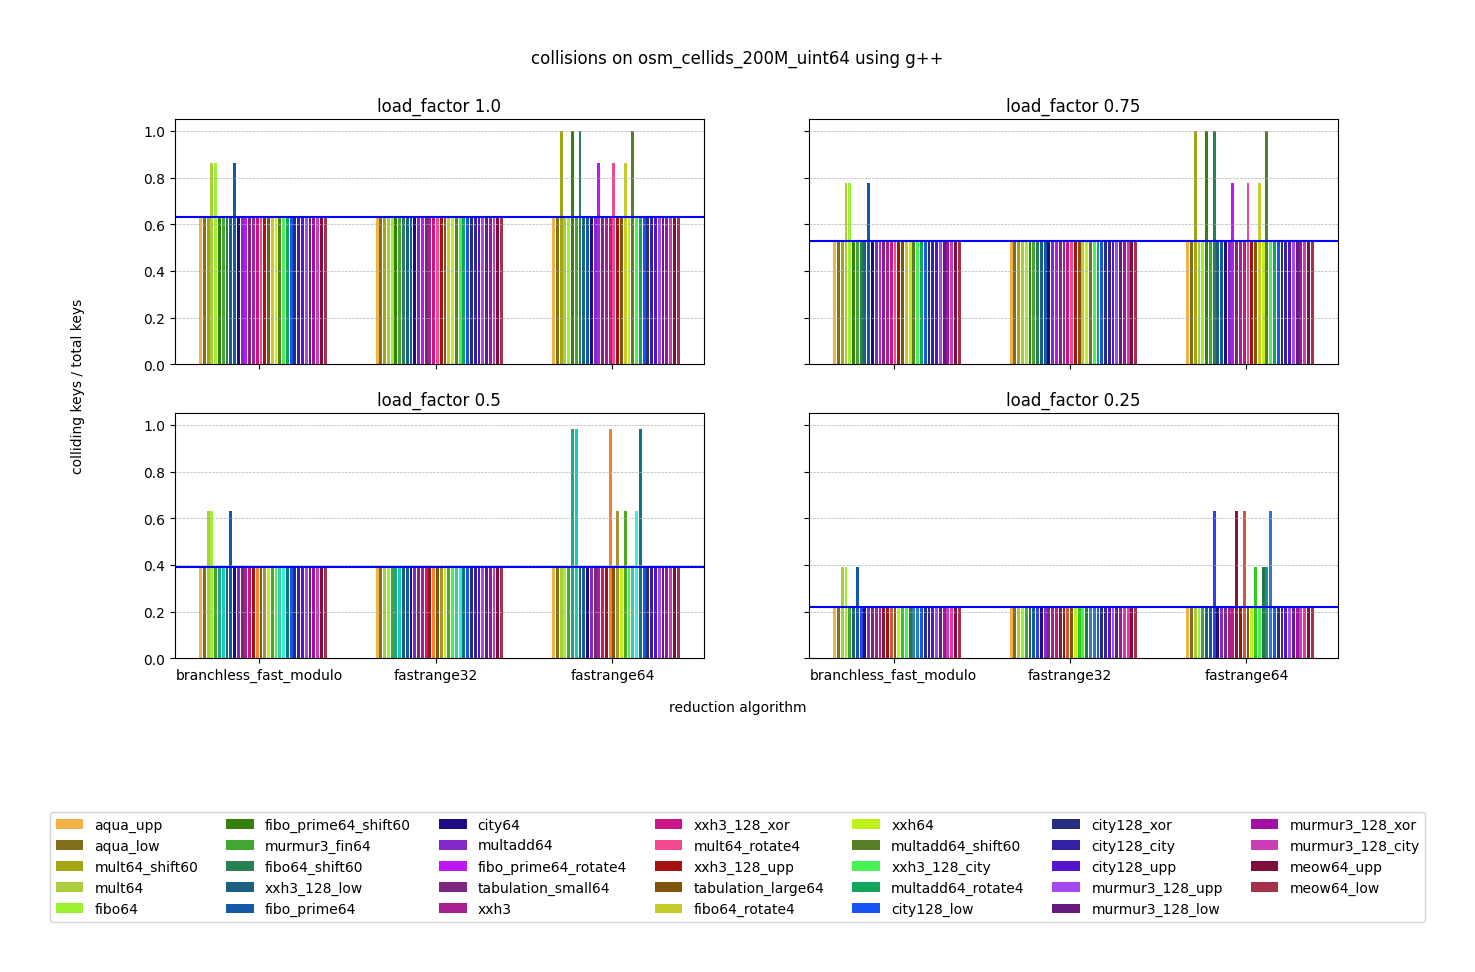 collisions on osm_cellids_200M_uint64 using g++
load_factor 1.0
load_factor 0.75
1.0
0.8
0.6
0.4
0.2
0.0
colliding keys / total keys
load_factor 0.5
load_factor 0.25
1.0
0.8
0.6
0.4
0.2
0.0
branchless_fast_modulo fastrange32 fastrange64
branchless_fast_modulo fastrange32 fastrange64
reduction algorithm
aqua_upp
aqua_low
mult64_shift60
mult64
fibo64
fibo_prime64_shift60
murmur3_fin64
fibo64_shift60
xxh3_128_low
fibo_prime64
city64
multadd64
fibo_prime64_rotate4
tabulation_small64
xxh3
xxh3_128_xor
mult64_rotate4
xxh3_128_upp
tabulation_large64
fibo64_rotate4
xxh64
multadd64_shift60
xxh3_128_city
multadd64_rotate4
city128_low
city128_xor
city128_city
city128_upp
murmur3_128_upp
murmur3_128_low
murmur3_128_xor
murmur3_128_city
meow64_upp
meow64_low